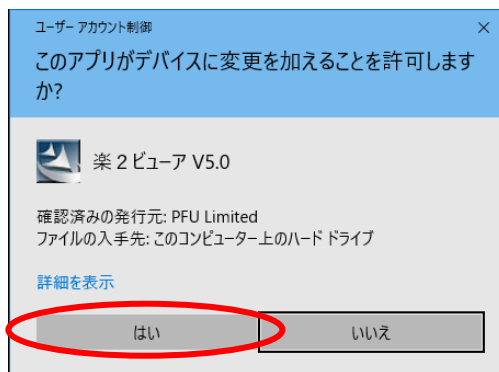 ユーザー アカウント制御
このアプリがデバイスに変更を加えることを許可します
か?
楽２ビューア V5.0
確認済みの発行元: PFU Limited
ファイルの入手先: このコンピューター上のハード ドライブ
詳細を表示
はい
いいえ